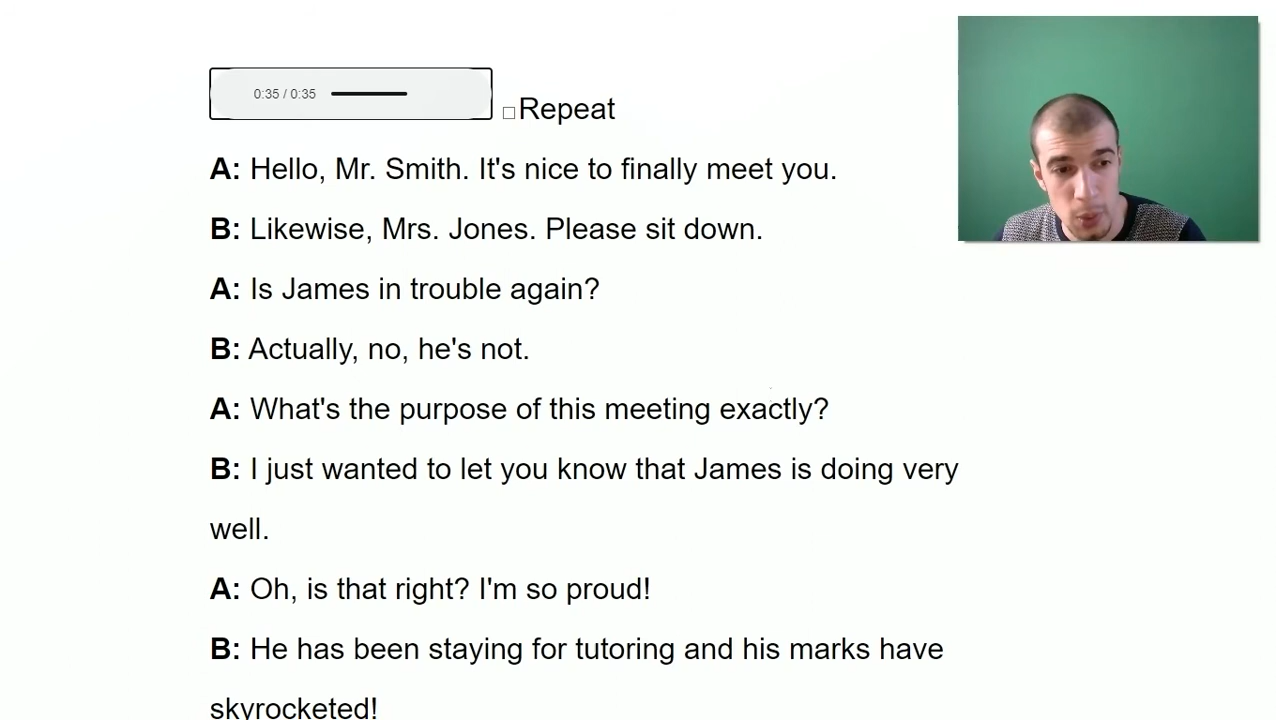 0:35 / 0:35
Repeat
A: Hello, Mr. Smith. It's nice to finally meet you.
B: Likewise, Mrs. Jones. Please sit down.
A: Is James in trouble again?
B: Actually, no, he's not.
A: What's the purpose of this meeting exactly?
B: I just wanted to let you know that James is doing very
well.
A: Oh, is that right? I'm so proud!
B: He has been staying for tutoring and his marks have
skyrocketed!